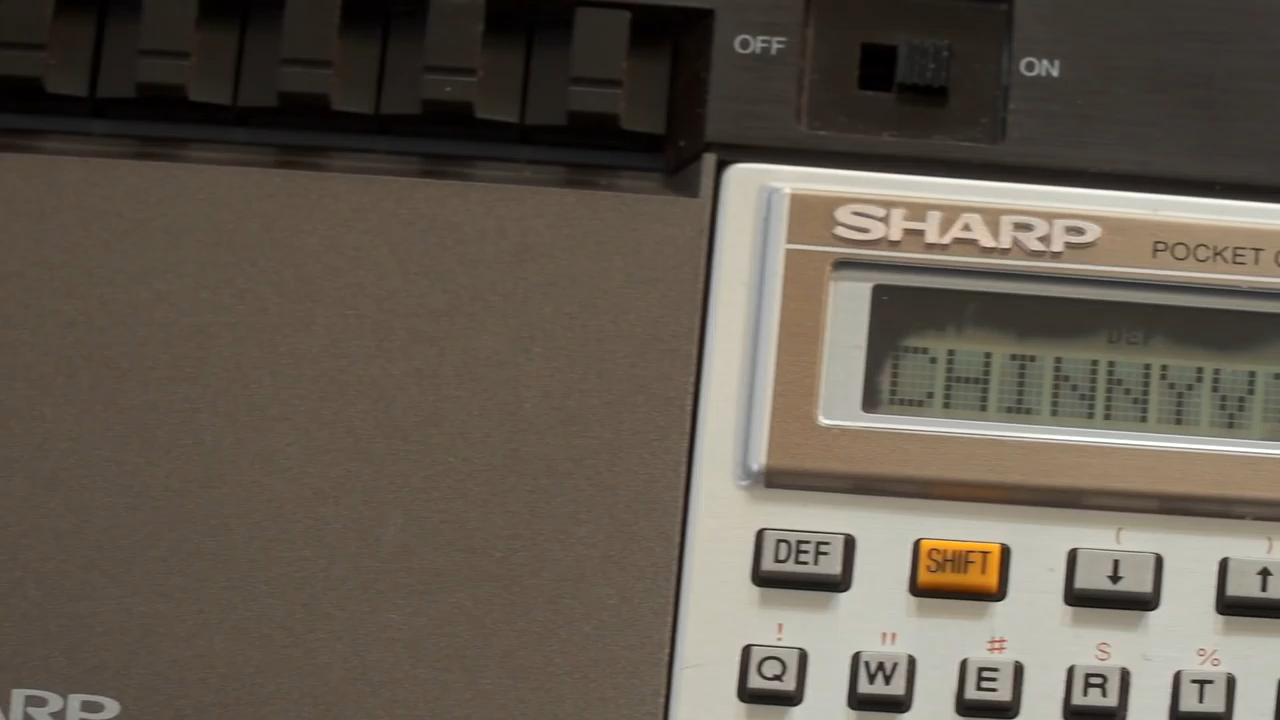 OFF ON
SHARP POCKET
DEF
CHINNYV
DEF SHIFT ↓ ↑
( )
! " # $ %
Q W E R T
ARP